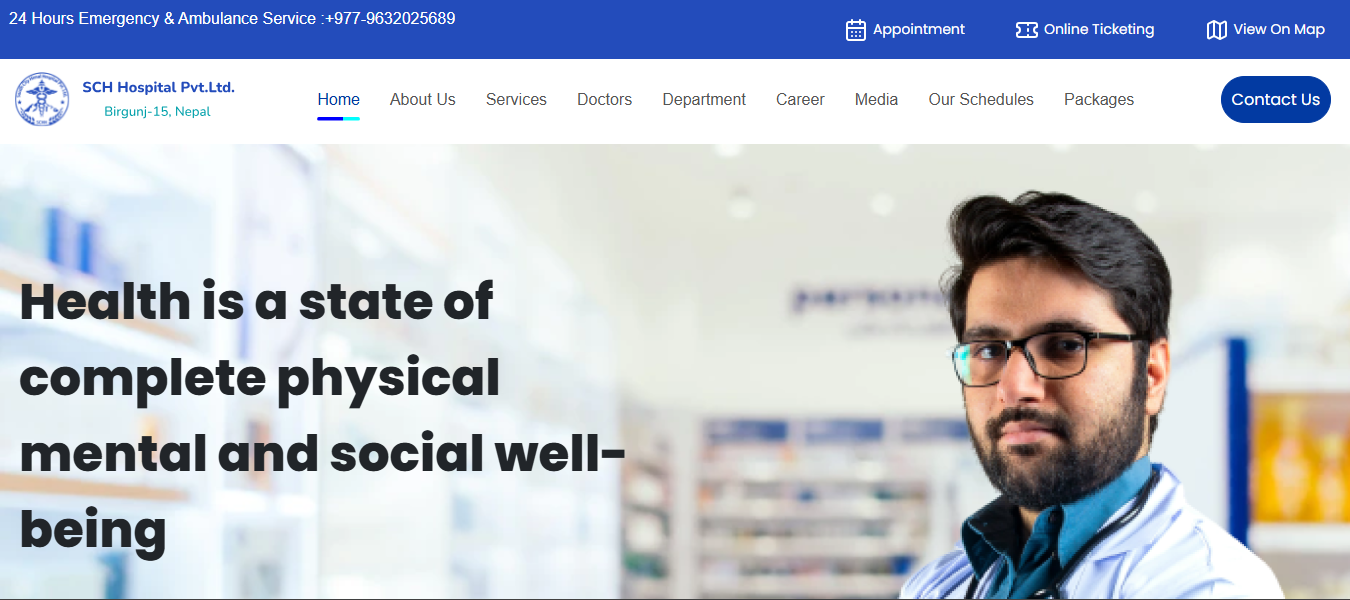 24 Hours Emergency & Ambulance Service :+977-9632025689
Appointment
Online Ticketing
View On Map
SCH Hospital Pvt.Ltd.
Birgunj-15, Nepal
Home
About Us
Services
Doctors
Department
Career
Media
Our Schedules
Packages
Contact Us
Health is a state of
complete physical
mental and social well-
being